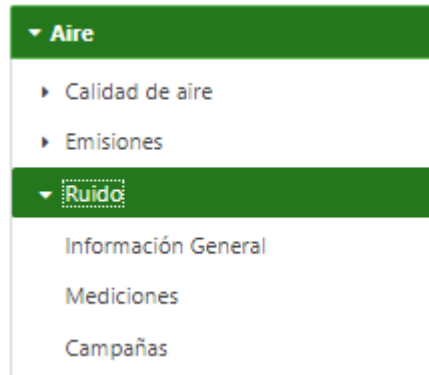 Aire
Calidad de aire
Emisiones
Ruido
Información General
Mediciones
Campañas